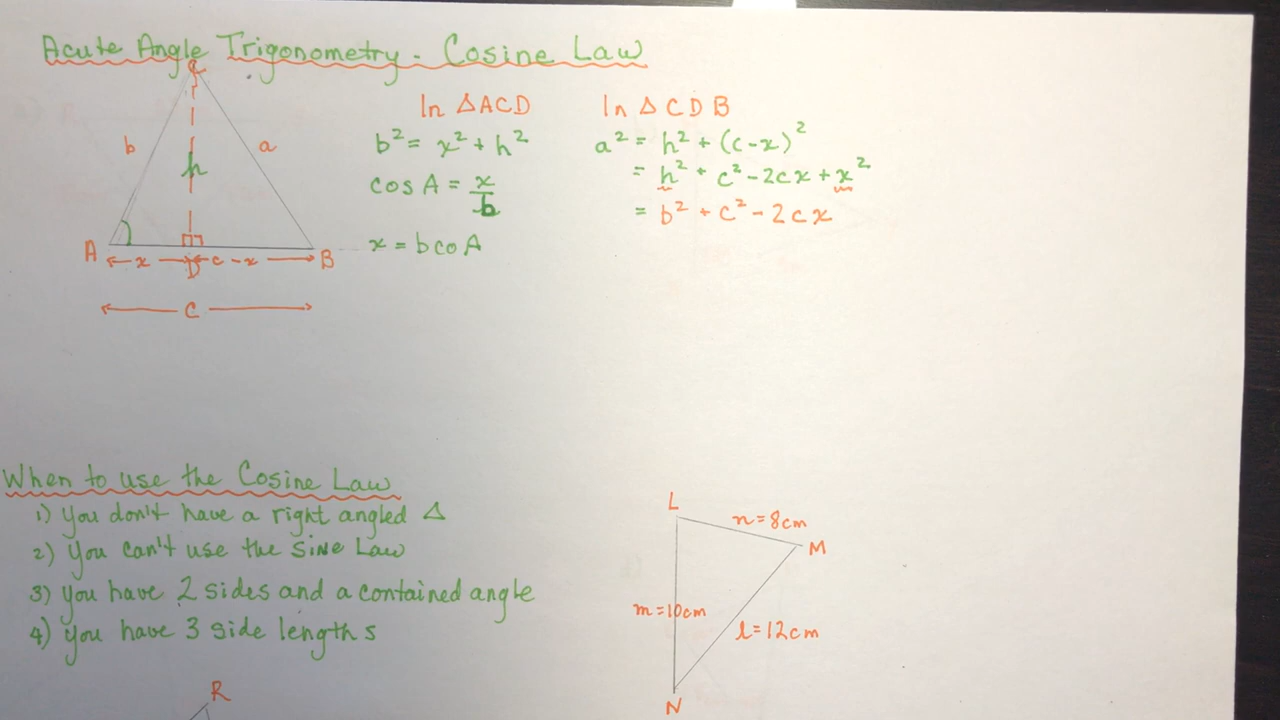 Acute Angle Trigonometry - Cosine Law
C
b
h
a
A
x
D
c - x
B
C
In △ACD
b² = x² + h²
cos A = x/b
x = b co A
In △CDB
a² = h² + (c-x)²
= h² + c² - 2cx + x²
= b² + c² - 2cx
When to use the Cosine Law
1) You don't have a right angled △
2) You can't use the Sine Law
3) You have 2 sides and a contained angle
4) You have 3 side lengths
R
L
n=8cm
M
m=10cm
l=12cm
N